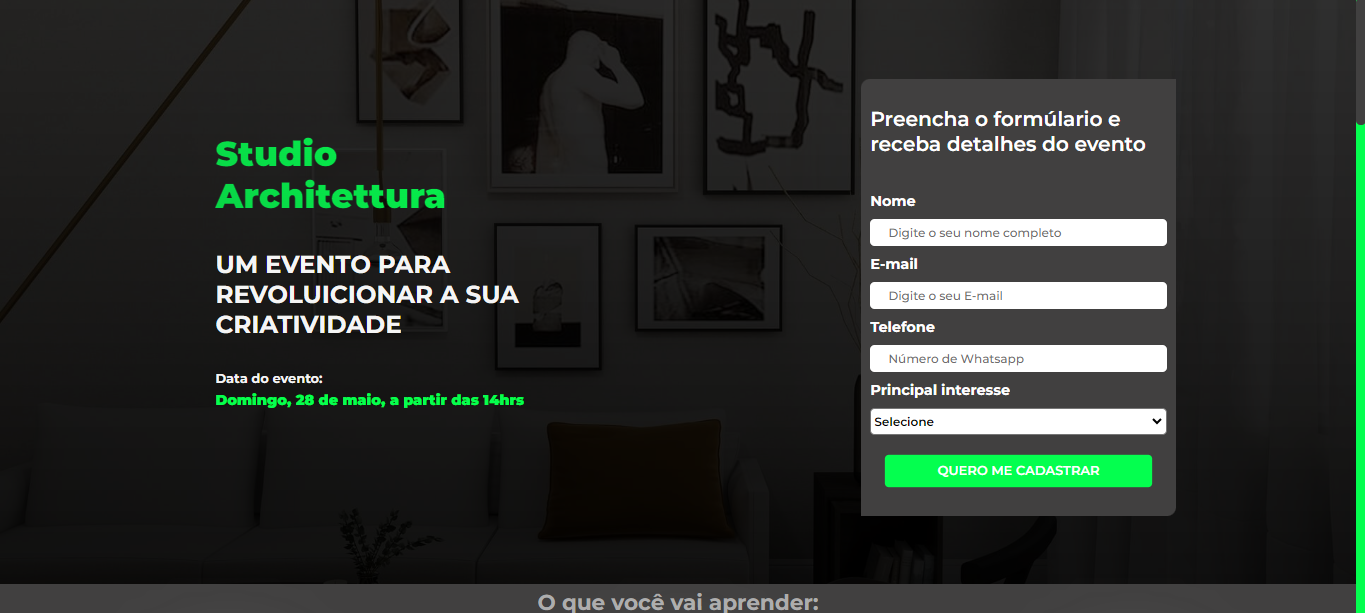 Studio
Architettura
UM EVENTO PARA
REVOLUICIONAR A SUA
CRIATIVIDADE
Data do evento:
Domingo, 28 de maio, a partir das 14hrs
Preencha o formúlario e
receba detalhes do evento
Nome
Digite o seu nome completo
E-mail
Digite o seu E-mail
Telefone
Número de Whatsapp
Principal interesse
Selecione
QUERO ME CADASTRAR
O que você vai aprender: